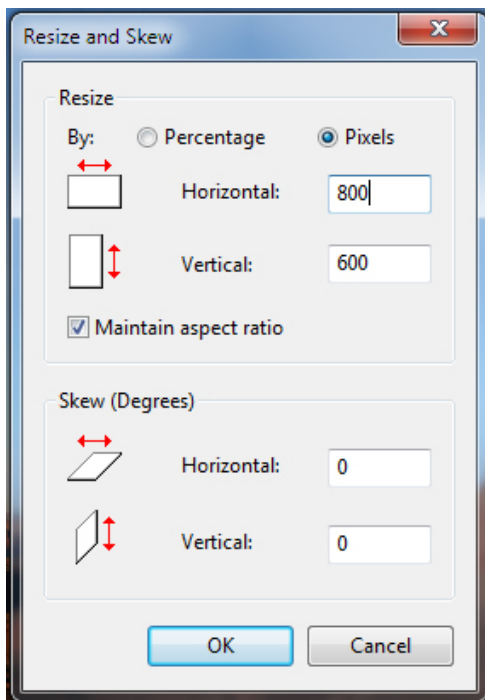 Resize and Skew
Resize
By: Percentage Pixels
Horizontal: 800
Vertical: 600
Maintain aspect ratio
Skew (Degrees)
Horizontal: 0
Vertical: 0
OK Cancel